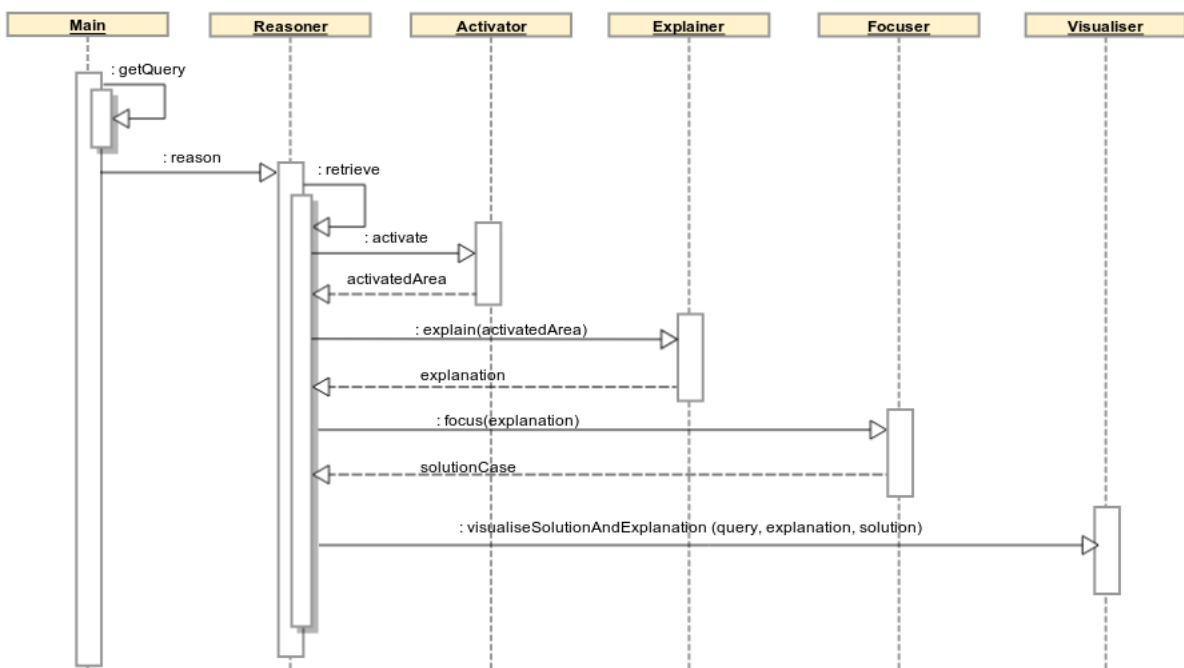 Main
Reasoner
Activator
Explainer
Focuser
Visualiser
: getQuery
: reason
: retrieve
: activate
activatedArea
: explain(activatedArea)
explanation
: focus(explanation)
solutionCase
: visualiseSolutionAndExplanation (query, explanation, solution)